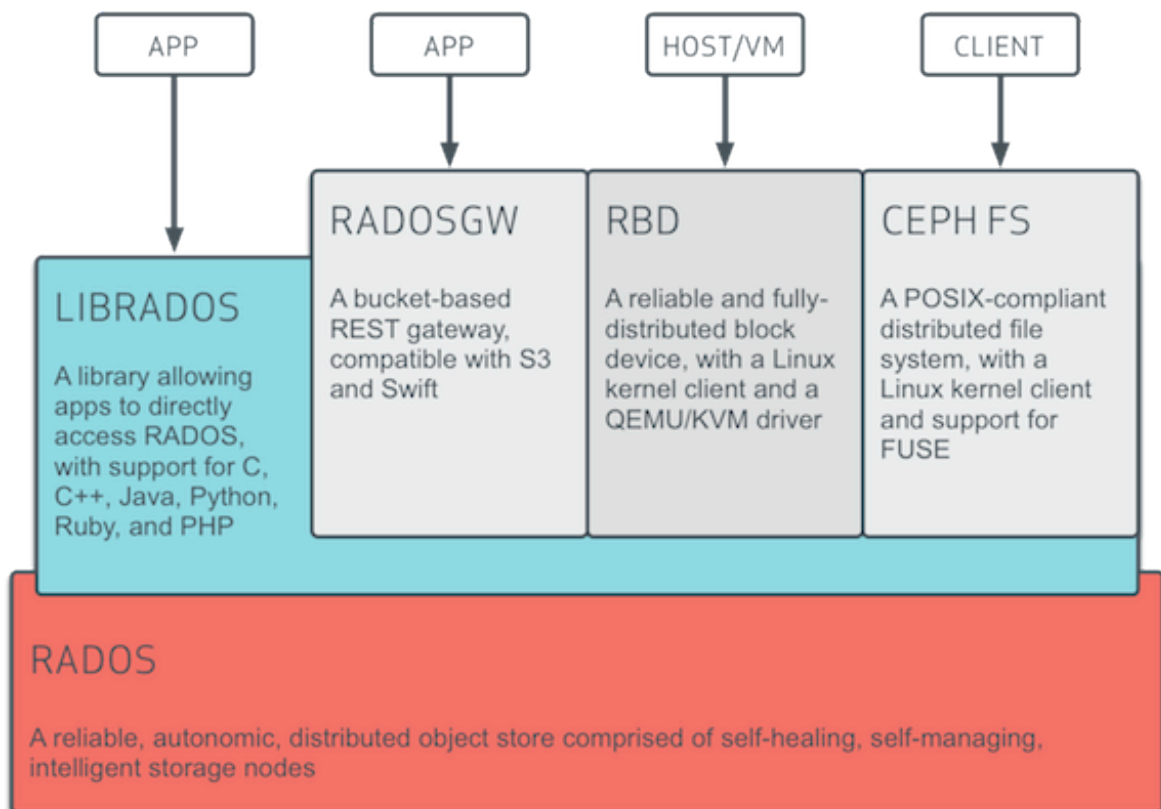 APP
APP
HOST/VM
CLIENT
RADOSGW
A bucket-based
REST gateway,
compatible with S3
and Swift
RBD
A reliable and fully-
distributed block
device, with a Linux
kernel client and a
QEMU/KVM driver
CEPH FS
A POSIX-compliant
distributed file
system, with a
Linux kernel client
and support for
FUSE
LIBRADOS
A library allowing
apps to directly
access RADOS,
with support for C,
C++, Java, Python,
Ruby, and PHP
RADOS
A reliable, autonomic, distributed object store comprised of self-healing, self-managing,
intelligent storage nodes